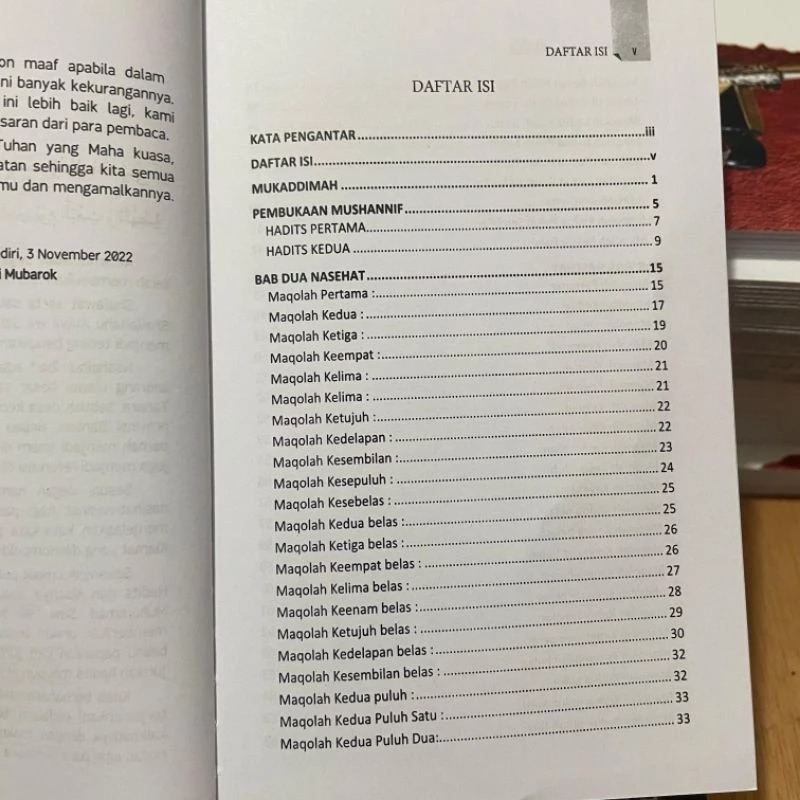 on maaf apabila dalam
ni banyak kekurangannya.
ini lebih baik lagi, kami
saran dari para pembaca.
Tuhan yang Maha kuasa,
atan sehingga kita semua
mu dan mengamalkannya.
diri, 3 November 2022
i Mubarok
DAFTAR ISI v
DAFTAR ISI
KATA PENGANTAR.....iii
DAFTAR ISI.....v
MUKADDIMAH.....1
PEMBUKAAN MUSHANNIF.....5
HADITS PERTAMA.....7
HADITS KEDUA.....9
BAB DUA NASEHAT.....15
Maqolah Pertama :.....15
Maqolah Kedua :.....17
Maqolah Ketiga :.....19
Maqolah Keempat :.....20
Maqolah Kelima :.....21
Maqolah Kelima :.....21
Maqolah Ketujuh :.....22
Maqolah Kedelapan :.....22
Maqolah Kesembilan :.....23
Maqolah Kesepuluh :.....24
Maqolah Kesebelas :.....25
Maqolah Kedua belas :.....25
Maqolah Ketiga belas :.....26
Maqolah Keempat belas :.....26
Maqolah Kelima belas :.....27
Maqolah Keenam belas :.....28
Maqolah Ketujuh belas :.....29
Maqolah Kedelapan belas :.....30
Maqolah Kesembilan belas :.....32
Maqolah Kedua puluh :.....32
Maqolah Kedua Puluh Satu :.....33
Maqolah Kedua Puluh Dua:.....33